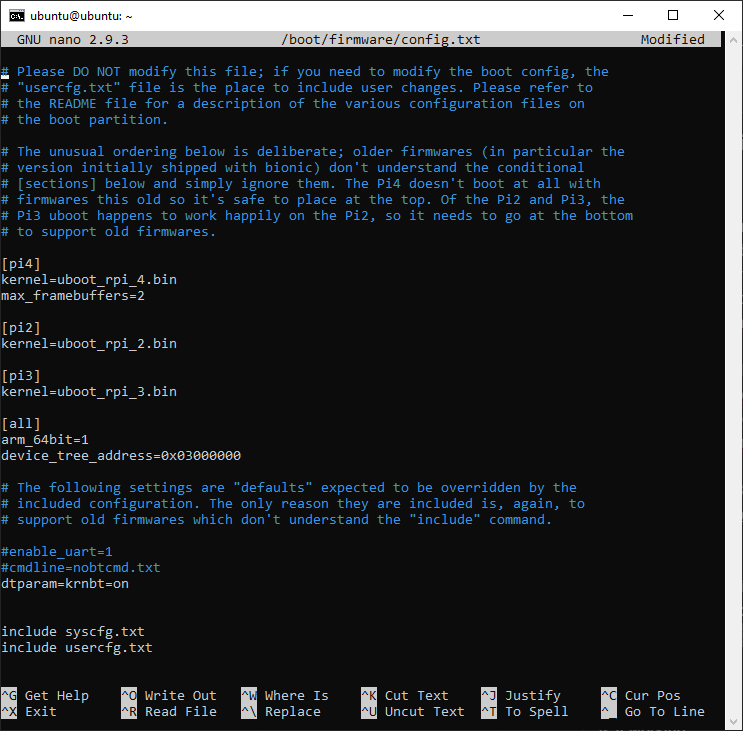 ubuntu@ubuntu: ~
GNU nano 2.9.3 /boot/firmware/config.txt Modified
# Please DO NOT modify this file; if you need to modify the boot config, the
# "usercfg.txt" file is the place to include user changes. Please refer to
# the README file for a description of the various configuration files on
# the boot partition.
# The unusual ordering below is deliberate; older firmwares (in particular the
# version initially shipped with bionic) don't understand the conditional
# [sections] below and simply ignore them. The Pi4 doesn't boot at all with
# firmwares this old so it's safe to place at the top. Of the Pi2 and Pi3, the
# Pi3 uboot happens to work happily on the Pi2, so it needs to go at the bottom
# to support old firmwares.
[pi4]
kernel=uboot_rpi_4.bin
max_framebuffers=2
[pi2]
kernel=uboot_rpi_2.bin
[pi3]
kernel=uboot_rpi_3.bin
[all]
arm_64bit=1
device_tree_address=0x03000000
# The following settings are "defaults" expected to be overridden by the
# included configuration. The only reason they are included is, again, to
# support old firmwares which don't understand the "include" command.
#enable_uart=1
#cmdline=nobtcmd.txt
dtparam=krnbt=on
include syscfg.txt
include usercfg.txt
^G Get Help ^O Write Out ^W Where Is ^K Cut Text ^J Justify ^C Cur Pos
^X Exit ^R Read File ^\ Replace ^U Uncut Text ^T To Spell ^_ Go To Line